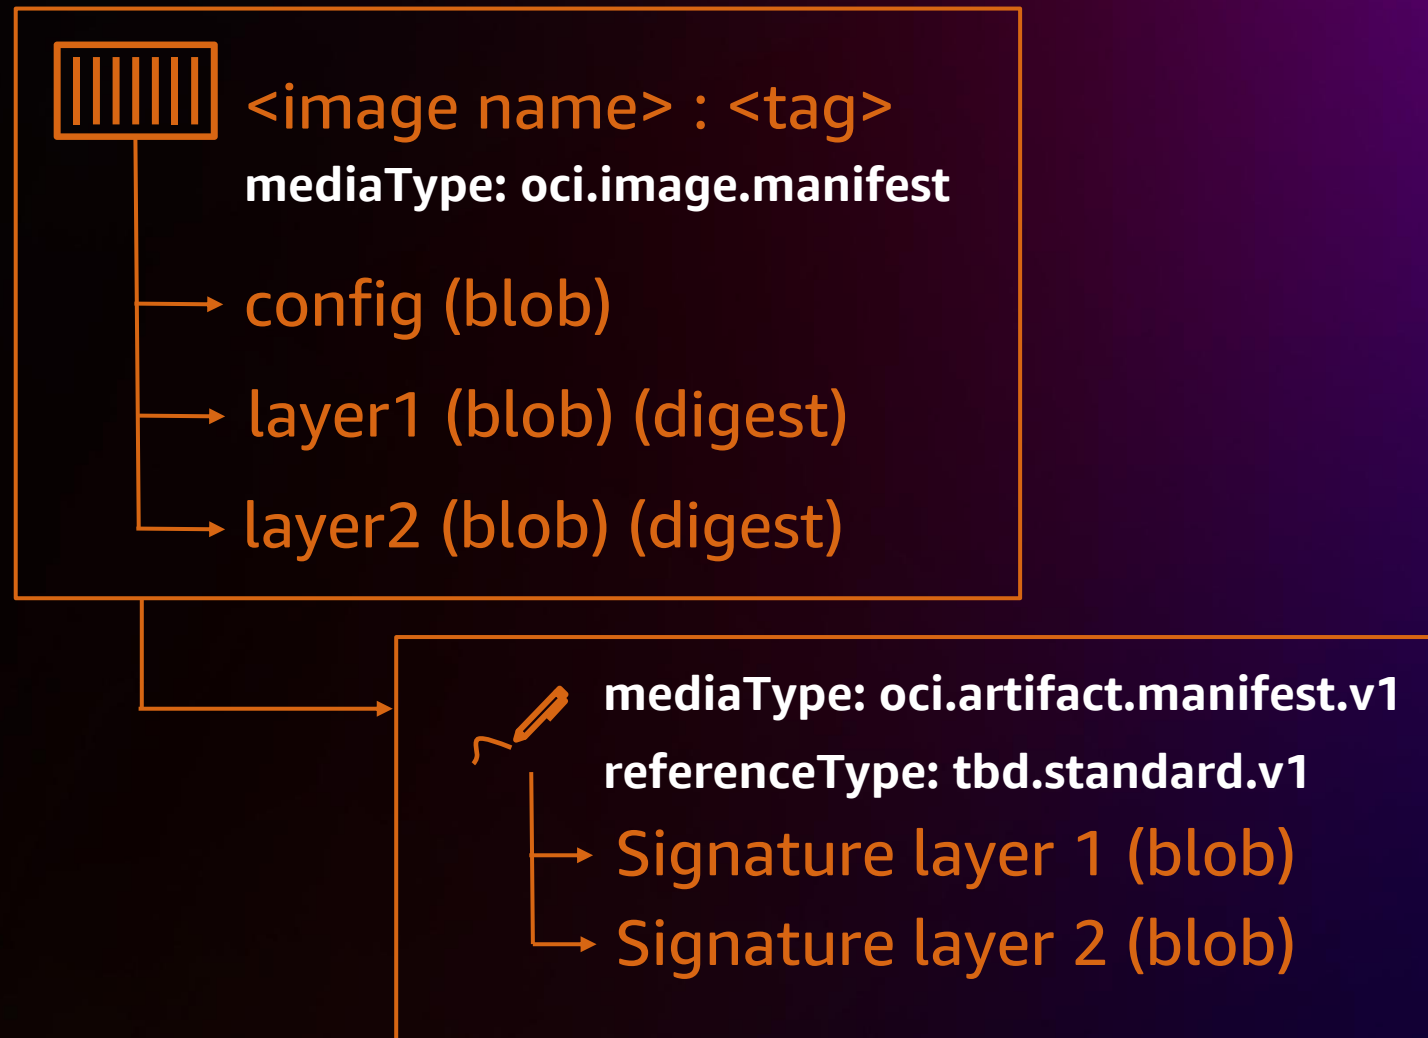 <image name> : <tag>
mediaType: oci.image.manifest
config (blob)
layer1 (blob) (digest)
layer2 (blob) (digest)
mediaType: oci.artifact.manifest.v1
referenceType: tbd.standard.v1
Signature layer 1 (blob)
Signature layer 2 (blob)